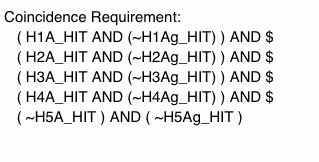 Coincidence Requirement:
( H1A_HIT AND (~H1Ag_HIT) ) AND $
( H2A_HIT AND (~H2Ag_HIT) ) AND $
( H3A_HIT AND (~H3Ag_HIT) ) AND $
( H4A_HIT AND (~H4Ag_HIT) ) AND $
( ~H5A_HIT ) AND ( ~H5Ag_HIT )